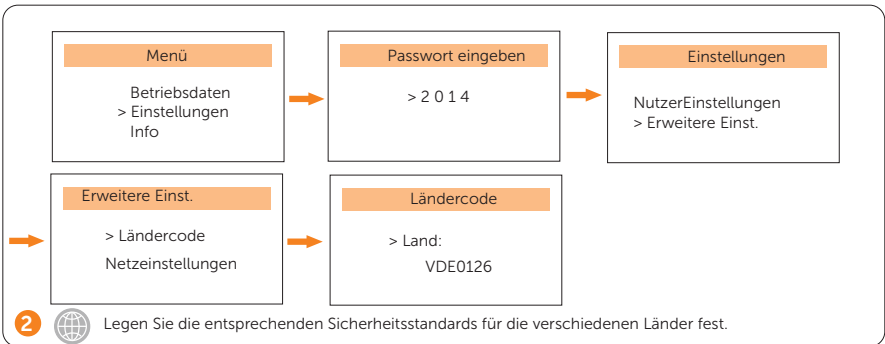 Menü
Betriebsdaten
> Einstellungen
Info
Passwort eingeben
> 2 0 1 4
Einstellungen
NutzerEinstellungen
> Erweitere Einst.
Erweitere Einst.
> Ländercode
Netzeinstellungen
Ländercode
> Land:
VDE0126
2 Legen Sie die entsprechenden Sicherheitsstandards für die verschiedenen Länder fest.